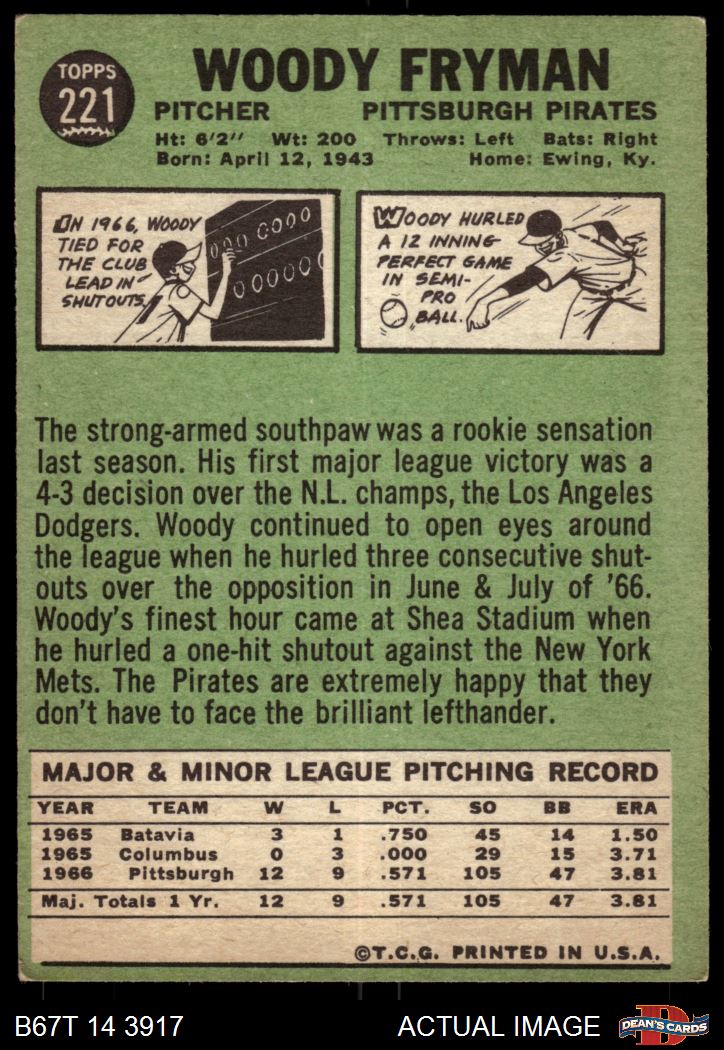 TOPPS
221
WOODY FRYMAN
PITCHER PITTSBURGH PIRATES
Ht: 6'2" Wt: 200 Throws: Left Bats: Right
Born: April 12, 1943 Home: Ewing, Ky.
IN 1966, WOODY
TIED FOR
THE CLUB
LEAD IN
SHUTOUTS.
000 0000
000000
WOODY HURLED
A 12 INNING
PERFECT GAME
IN SEMI-
PRO
BALL.
The strong-armed southpaw was a rookie sensation
last season. His first major league victory was a
4-3 decision over the N.L. champs, the Los Angeles
Dodgers. Woody continued to open eyes around
the league when he hurled three consecutive shut-
outs over the opposition in June & July of '66.
Woody's finest hour came at Shea Stadium when
he hurled a one-hit shutout against the New York
Mets. The Pirates are extremely happy that they
don't have to face the brilliant lefthander.
MAJOR & MINOR LEAGUE PITCHING RECORD
YEAR TEAM W L PCT. SO BB ERA
1965 Batavia 3 1 .750 45 14 1.50
1965 Columbus 0 3 .000 29 15 3.71
1966 Pittsburgh 12 9 .571 105 47 3.81
Maj. Totals 1 Yr. 12 9 .571 105 47 3.81
©T.C.G. PRINTED IN U.S.A.
B67T 14 3917 ACTUAL IMAGE DEAN'S CARDS